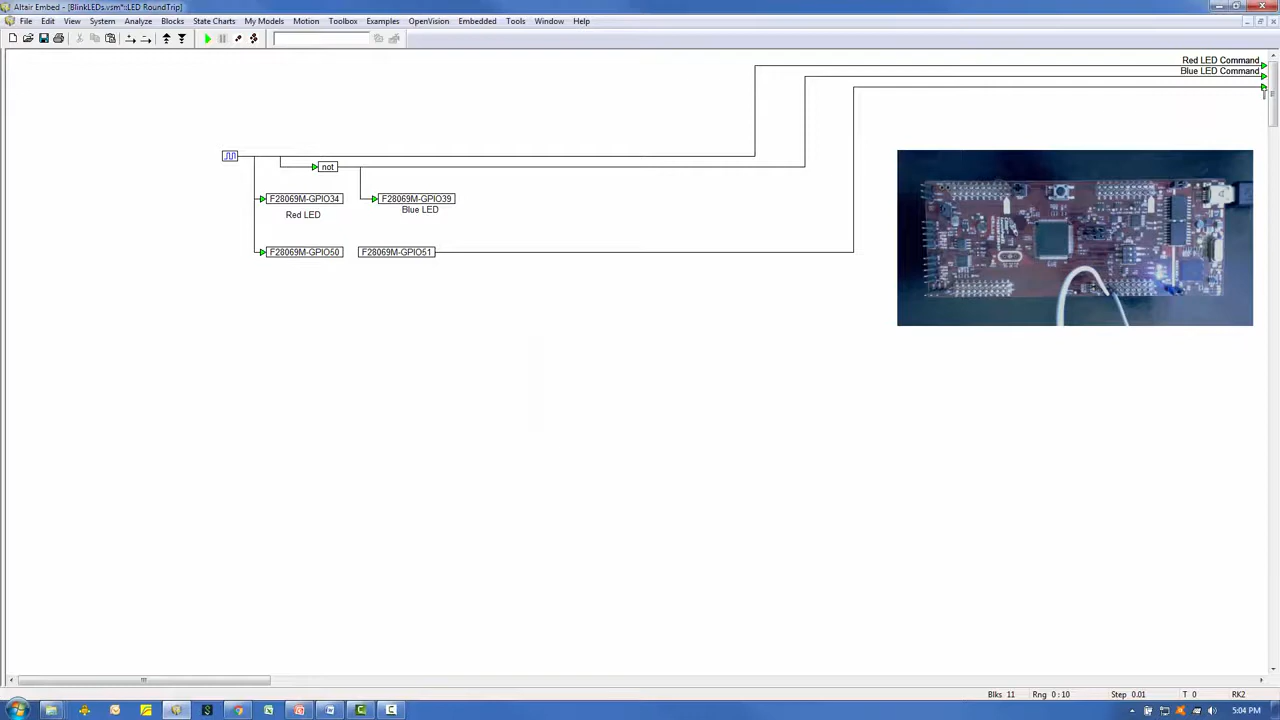 Altair Embed - [BlinkLEDs.vsm*:LED RoundTrip]
File Edit View System Analyze Blocks State Charts My Models Motion Toolbox Examples OpenVision Embedded Tools Window Help
Red LED Command
Blue LED Command
not
F28069M-GPIO34
F28069M-GPIO39
Red LED
Blue LED
F28069M-GPIO50
F28069M-GPIO51
Blks 11 Rng 0:10 Step 0.01 T 0 RK2
5:04 PM